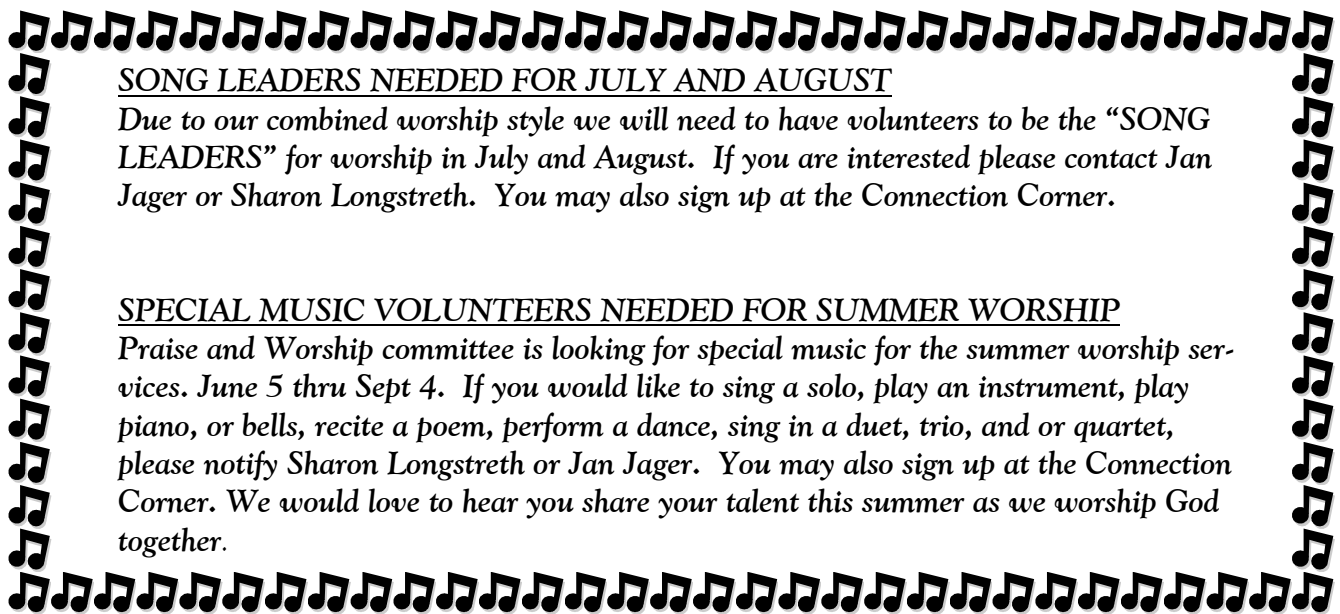 SONG LEADERS NEEDED FOR JULY AND AUGUST
Due to our combined worship style we will need to have volunteers to be the “SONG
LEADERS” for worship in July and August.  If you are interested please contact Jan
Jager or Sharon Longstreth.  You may also sign up at the Connection Corner.
SPECIAL MUSIC VOLUNTEERS NEEDED FOR SUMMER WORSHIP
Praise and Worship committee is looking for special music for the summer worship ser-
vices. June 5 thru Sept 4.  If you would like to sing a solo, play an instrument, play
piano, or bells, recite a poem, perform a dance, sing in a duet, trio, and or quartet,
please notify Sharon Longstreth or Jan Jager.  You may also sign up at the Connection
Corner. We would love to hear you share your talent this summer as we worship God
together.